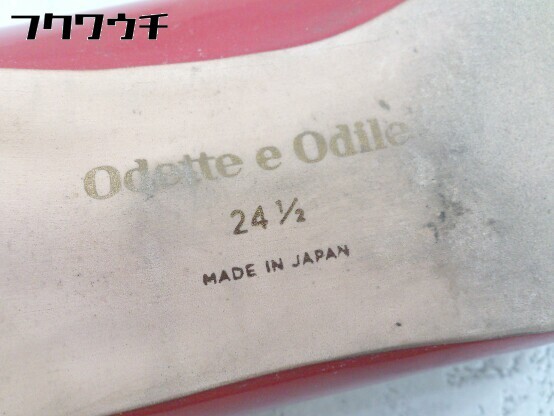 フクワウチ
Odette e Odile
24 ½
MADE IN JAPAN